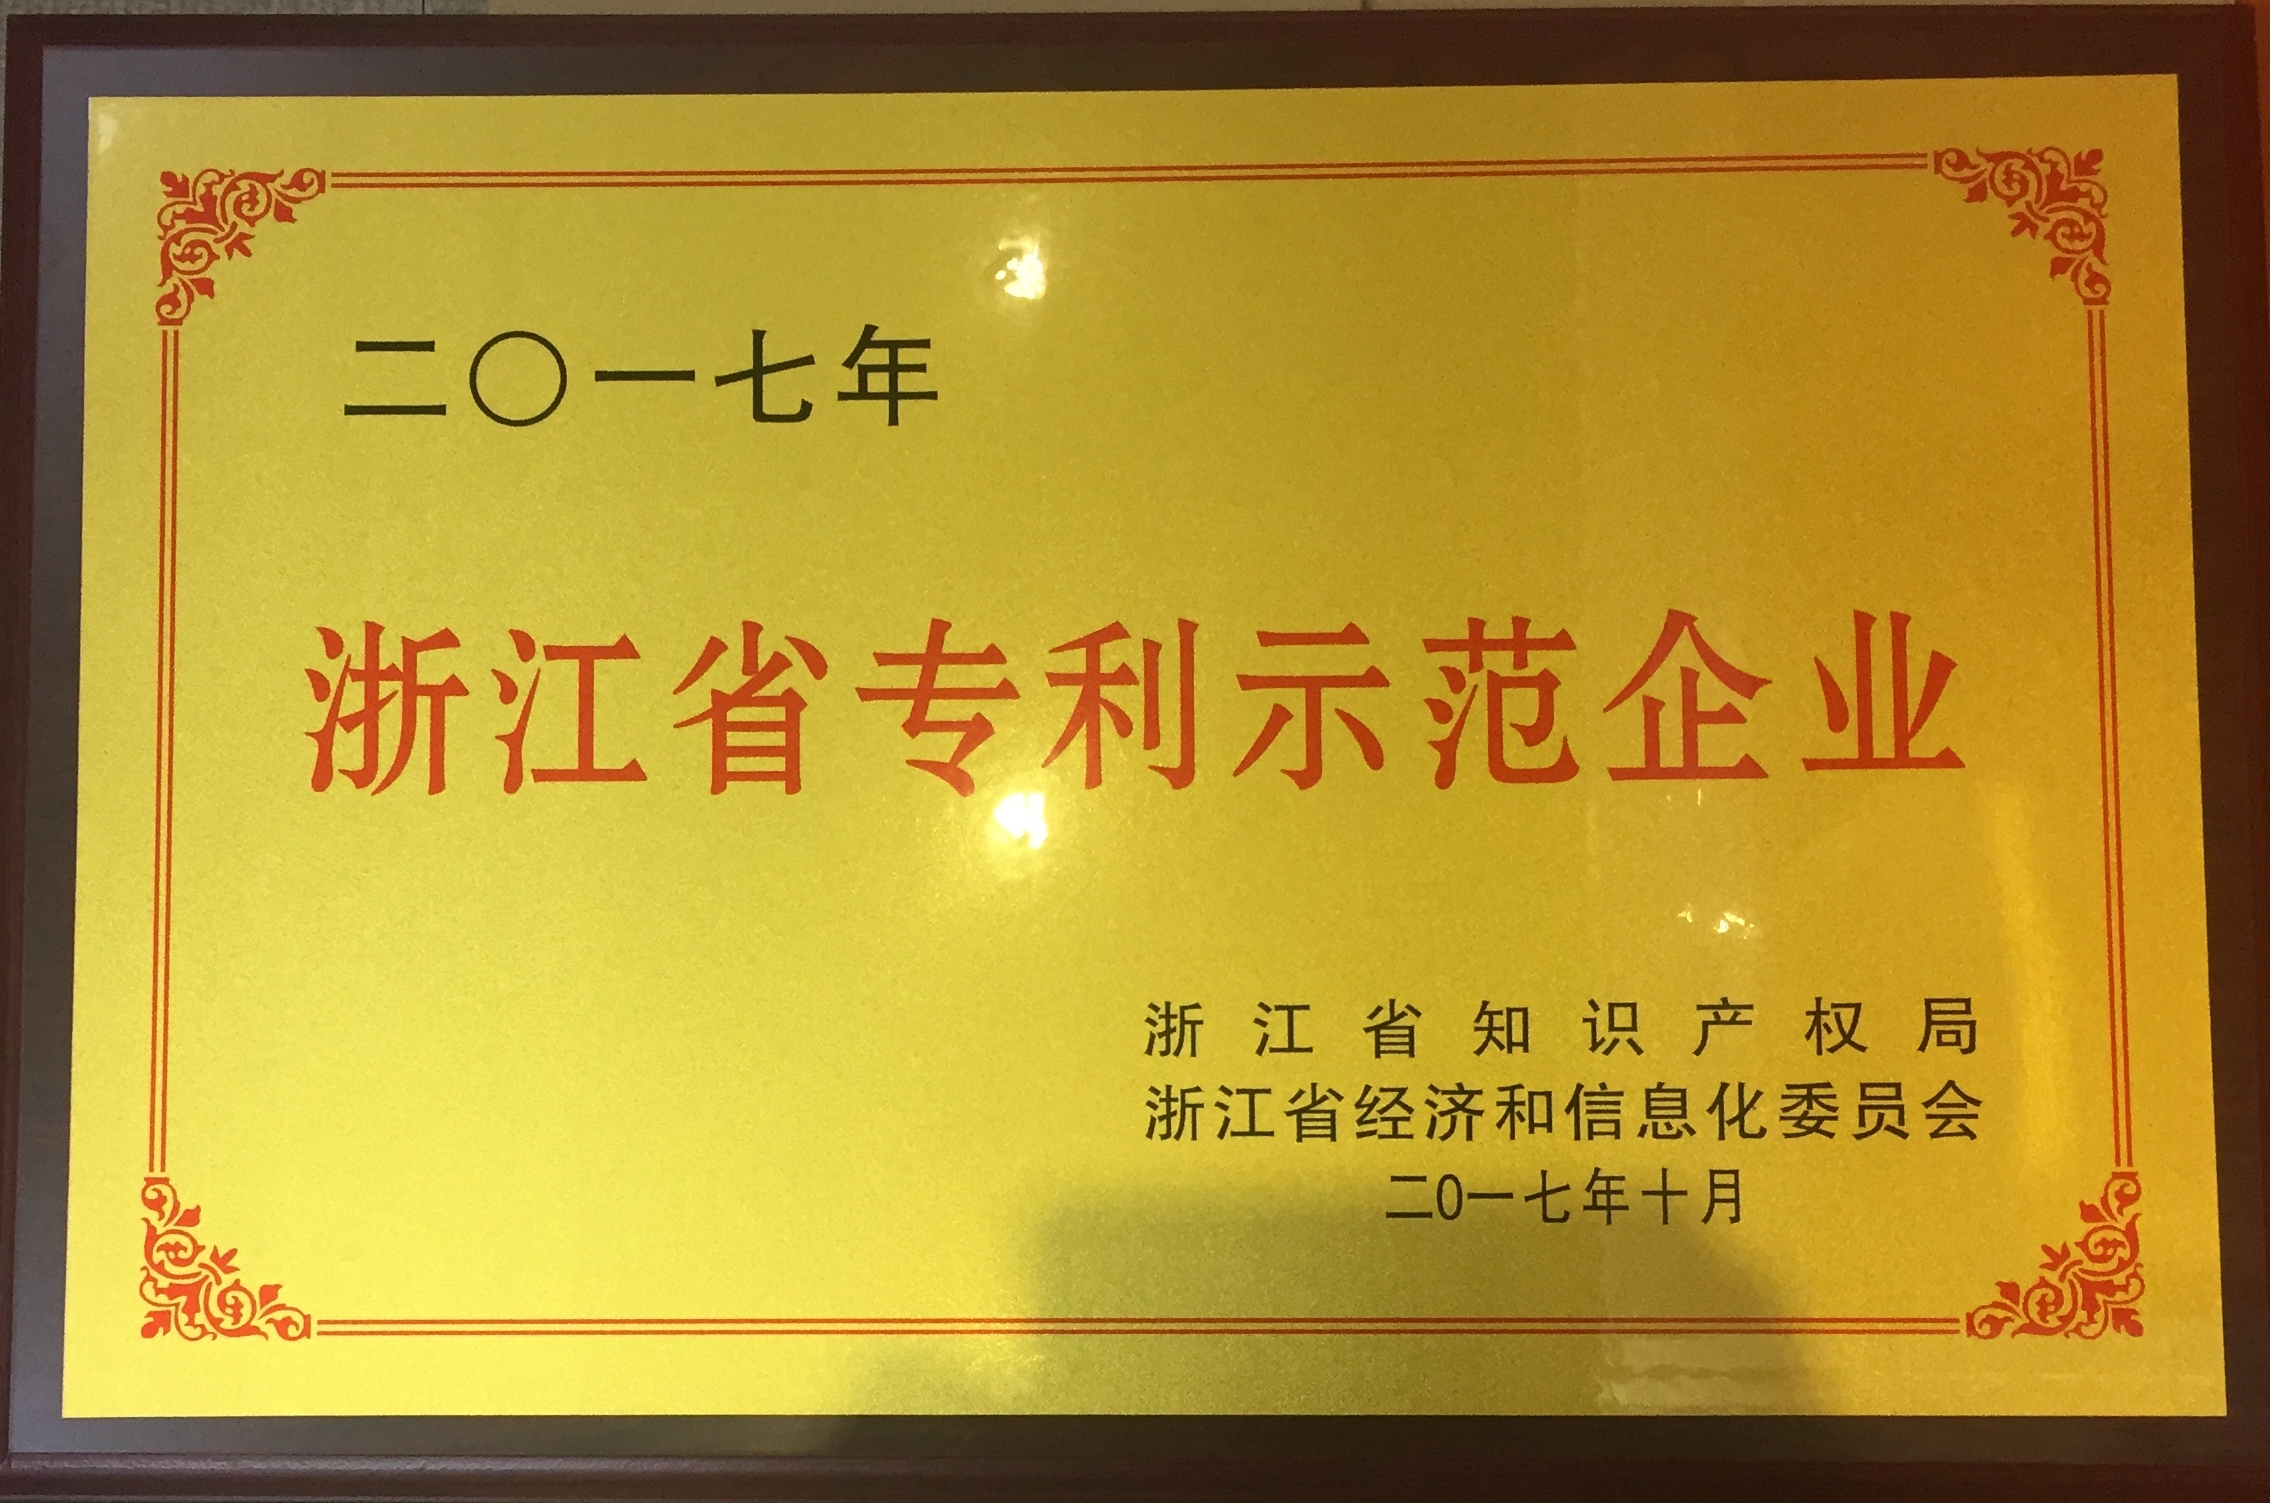 二〇一七年
浙江省专利示范企业
浙江省知识产权局
浙江省经济和信息化委员会
二0一七年十月